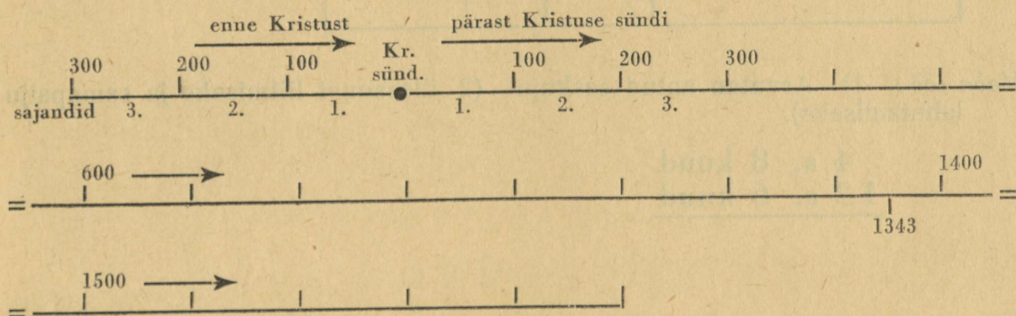 enne Kristust pärast Kristuse sündi
300 200 100 Kr. sünd. 100 200 300
sajandid 3. 2. 1. 1. 2. 3.
600 1400
1343
1500